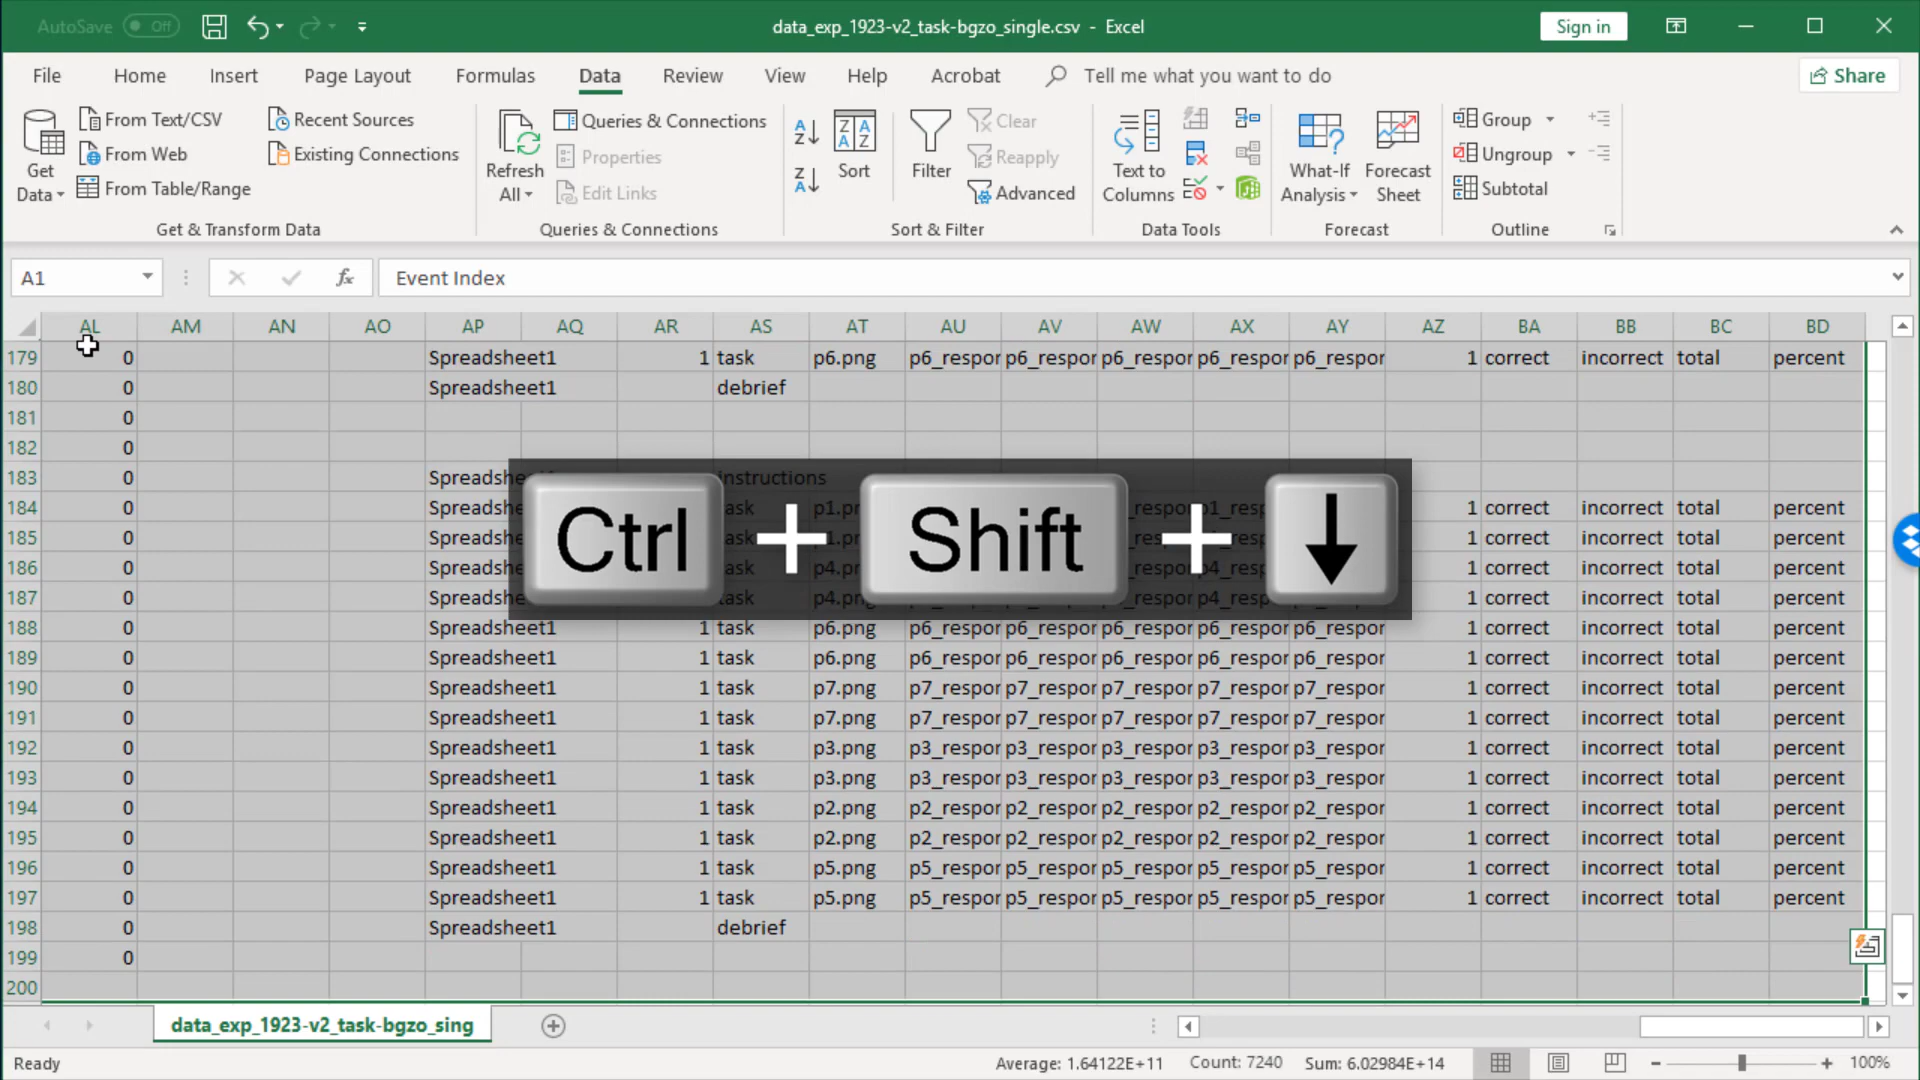 AutoSave Off
data_exp_1923-v2_task-bgzo_single.csv - Excel
Sign in
File Home Insert Page Layout Formulas Data Review View Help Acrobat Tell me what you want to do Share
Get Data
From Text/CSV
From Web
From Table/Range
Recent Sources
Existing Connections
Get & Transform Data
Refresh All
Queries & Connections
Properties
Edit Links
Queries & Connections
Sort
Filter
Clear
Reapply
Advanced
Sort & Filter
Text to Columns
Data Tools
What-If Analysis
Forecast Sheet
Forecast
Group
Ungroup
Subtotal
Outline
A1 fx Event Index
AL AM AN AO AP AQ AR AS AT AU AV AW AX AY AZ BA BB BC BD
179 0 Spreadsheet1 1 task p6.png p6_respor p6_respor p6_respor p6_respor p6_respor 1 correct incorrect total percent
180 0 Spreadsheet1 debrief
181 0
182 0
183 0 Spreadshe instructions
184 0 Spreadshe 1 correct incorrect total percent
185 0 Spreadshe 1 correct incorrect total percent
186 0 Spreadshe 1 correct incorrect total percent
187 0 Spreadshe 1 correct incorrect total percent
Ctrl + Shift + ↓
188 0 Spreadsheet1 1 task p6.png p6_respor p6_respor p6_respor p6_respor p6_respor 1 correct incorrect total percent
189 0 Spreadsheet1 1 task p6.png p6_respor p6_respor p6_respor p6_respor p6_respor 1 correct incorrect total percent
190 0 Spreadsheet1 1 task p7.png p7_respor p7_respor p7_respor p7_respor p7_respor 1 correct incorrect total percent
191 0 Spreadsheet1 1 task p7.png p7_respor p7_respor p7_respor p7_respor p7_respor 1 correct incorrect total percent
192 0 Spreadsheet1 1 task p3.png p3_respor p3_respor p3_respor p3_respor p3_respor 1 correct incorrect total percent
193 0 Spreadsheet1 1 task p3.png p3_respor p3_respor p3_respor p3_respor p3_respor 1 correct incorrect total percent
194 0 Spreadsheet1 1 task p2.png p2_respor p2_respor p2_respor p2_respor p2_respor 1 correct incorrect total percent
195 0 Spreadsheet1 1 task p2.png p2_respor p2_respor p2_respor p2_respor p2_respor 1 correct incorrect total percent
196 0 Spreadsheet1 1 task p5.png p5_respor p5_respor p5_respor p5_respor p5_respor 1 correct incorrect total percent
197 0 Spreadsheet1 1 task p5.png p5_respor p5_respor p5_respor p5_respor p5_respor 1 correct incorrect total percent
198 0 Spreadsheet1 debrief
199 0
200
data_exp_1923-v2_task-bgzo_sing
Ready Average: 1.64122E+11 Count: 7240 Sum: 6.02984E+14 100%